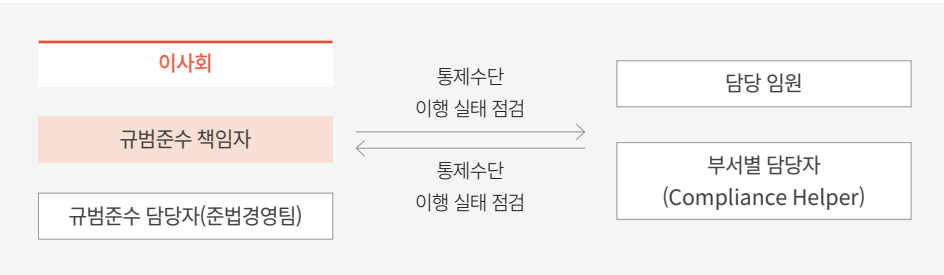 이사회
규범준수 책임자
규범준수 담당자(준법경영팀)
통제수단
이행 실태 점검
통제수단
이행 실태 점검
담당 임원
부서별 담당자
(Compliance Helper)